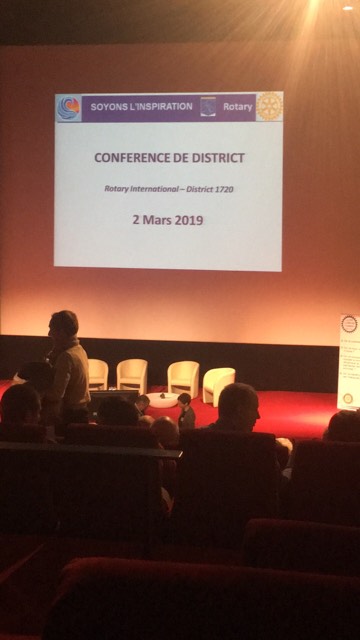 SOYONS L'INSPIRATION Rotary
CONFERENCE DE DISTRICT
Rotary International – District 1720
2 Mars 2019